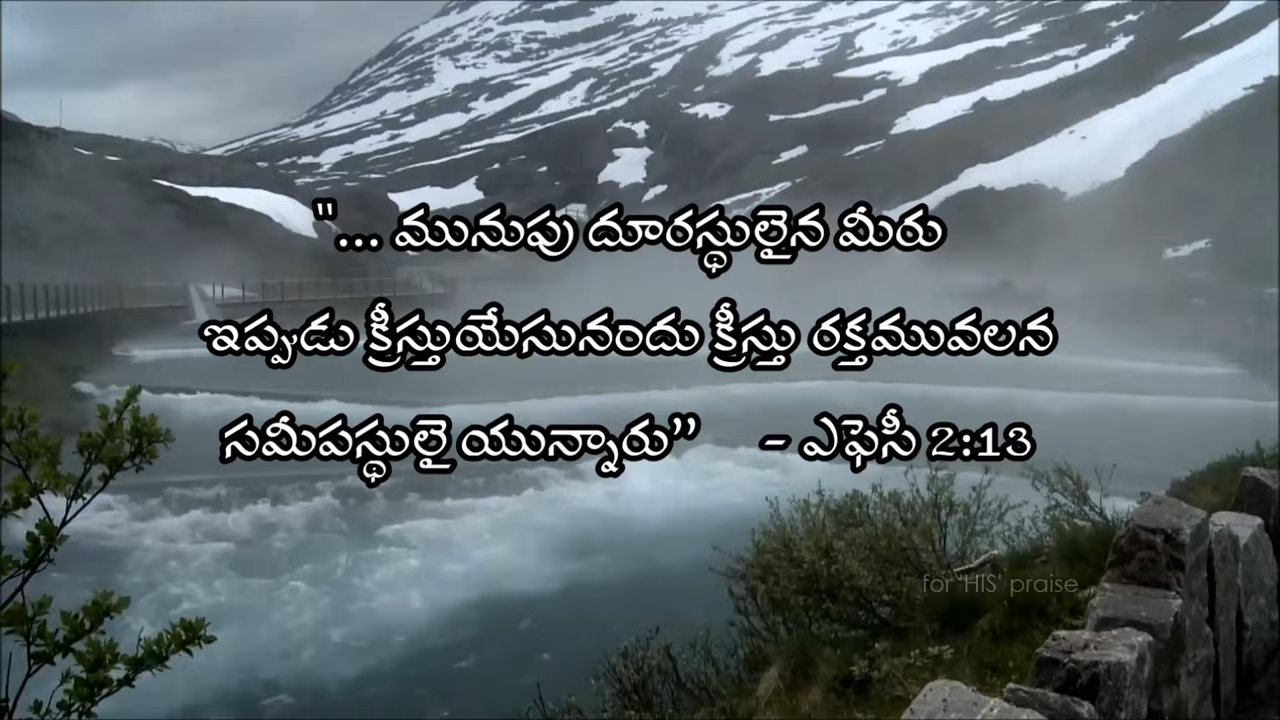 "... మునుపు దూరస్థులైన మీరు
ఇప్పుడు క్రీస్తుయేసునందు క్రీస్తు రక్తమువలన
సమీపస్థులై యున్నారు” - ఎఫెసీ 2:13
for 'HIS' praise